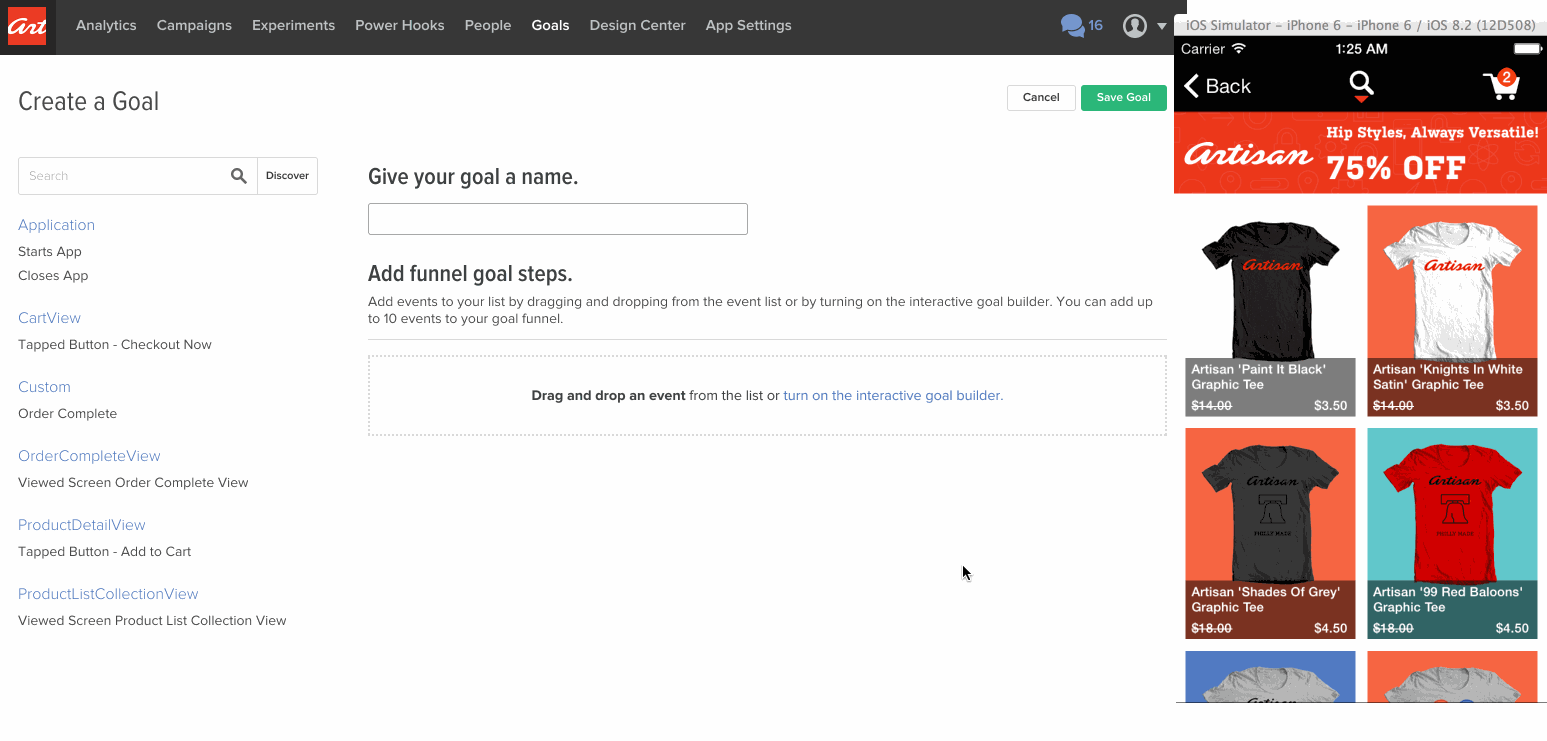 Art
Analytics Campaigns Experiments Power Hooks People Goals Design Center App Settings
16
Create a Goal
Cancel
Save Goal
Search
Discover
Application
Starts App
Closes App
CartView
Tapped Button - Checkout Now
Custom
Order Complete
OrderCompleteView
Viewed Screen Order Complete View
ProductDetailView
Tapped Button - Add to Cart
ProductListCollectionView
Viewed Screen Product List Collection View
Give your goal a name.
Add funnel goal steps.
Add events to your list by dragging and dropping from the event list or by turning on the interactive goal builder. You can add up
to 10 events to your goal funnel.
Drag and drop an event from the list or turn on the interactive goal builder.
iOS Simulator - iPhone 6 - iPhone 6 / iOS 8.2 (12D508)
Carrier 1:25 AM
Back
2
Artisan
Hip Styles, Always Versatile!
75% OFF
Artisan
Artisan 'Paint It Black'
Graphic Tee
$14.00 $3.50
Artisan
Artisan 'Knights In White
Satin' Graphic Tee
$14.00 $3.50
Artisan
PHILLY MADE
Artisan 'Shades Of Grey'
Graphic Tee
$18.00 $4.50
Artisan
PHILLY MADE
Artisan '99 Red Baloons'
Graphic Tee
$18.00 $4.50
Artisan